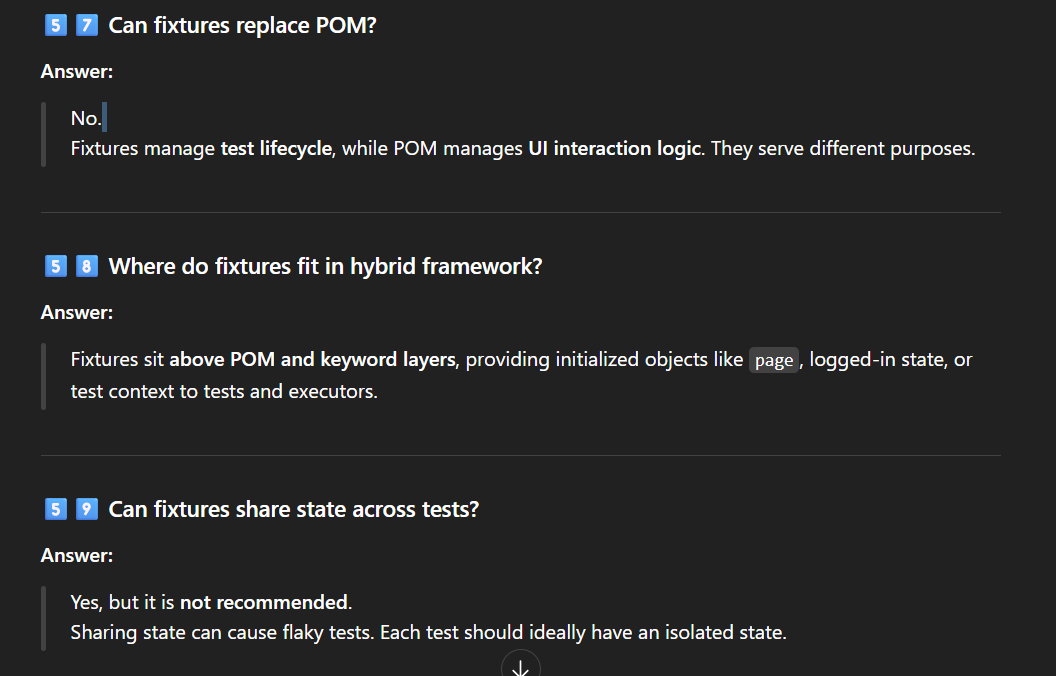 5️⃣ 7️⃣ Can fixtures replace POM?
Answer:
No.
Fixtures manage test lifecycle, while POM manages UI interaction logic. They serve different purposes.
5️⃣ 8️⃣ Where do fixtures fit in hybrid framework?
Answer:
Fixtures sit above POM and keyword layers, providing initialized objects like page, logged-in state, or
test context to tests and executors.
5️⃣ 9️⃣ Can fixtures share state across tests?
Answer:
Yes, but it is not recommended.
Sharing state can cause flaky tests. Each test should ideally have an isolated state.